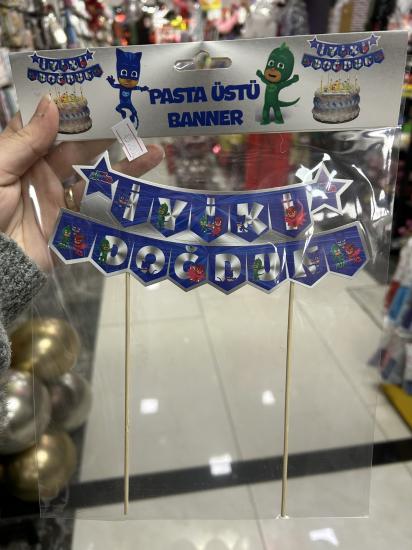 PASTA ÜSTÜ
BANNER
İYİKİ
DOĞDUN